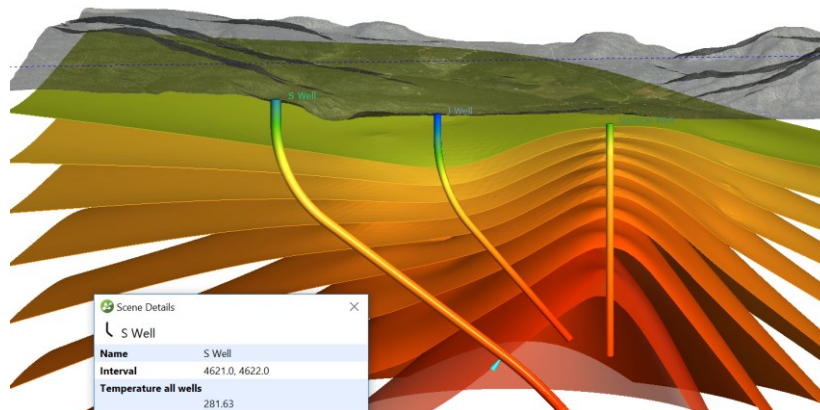 S Well
J Well
Scene Details
S Well
Name S Well
Interval 4621.0, 4622.0
Temperature all wells
281.63